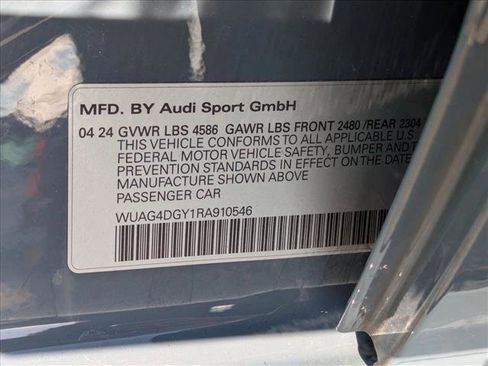 MFD. BY Audi Sport GmbH
04 24 GVWR LBS 4586 GAWR LBS FRONT 2480 /REAR 2304
THIS VEHICLE CONFORMS TO ALL APPLICABLE U.S.
FEDERAL MOTOR VEHICLE SAFETY, BUMPER AND T
PREVENTION STANDARDS IN EFFECT ON THE DATE
MANUFACTURE SHOWN ABOVE
PASSENGER CAR
WUAG4DGY1RA910546